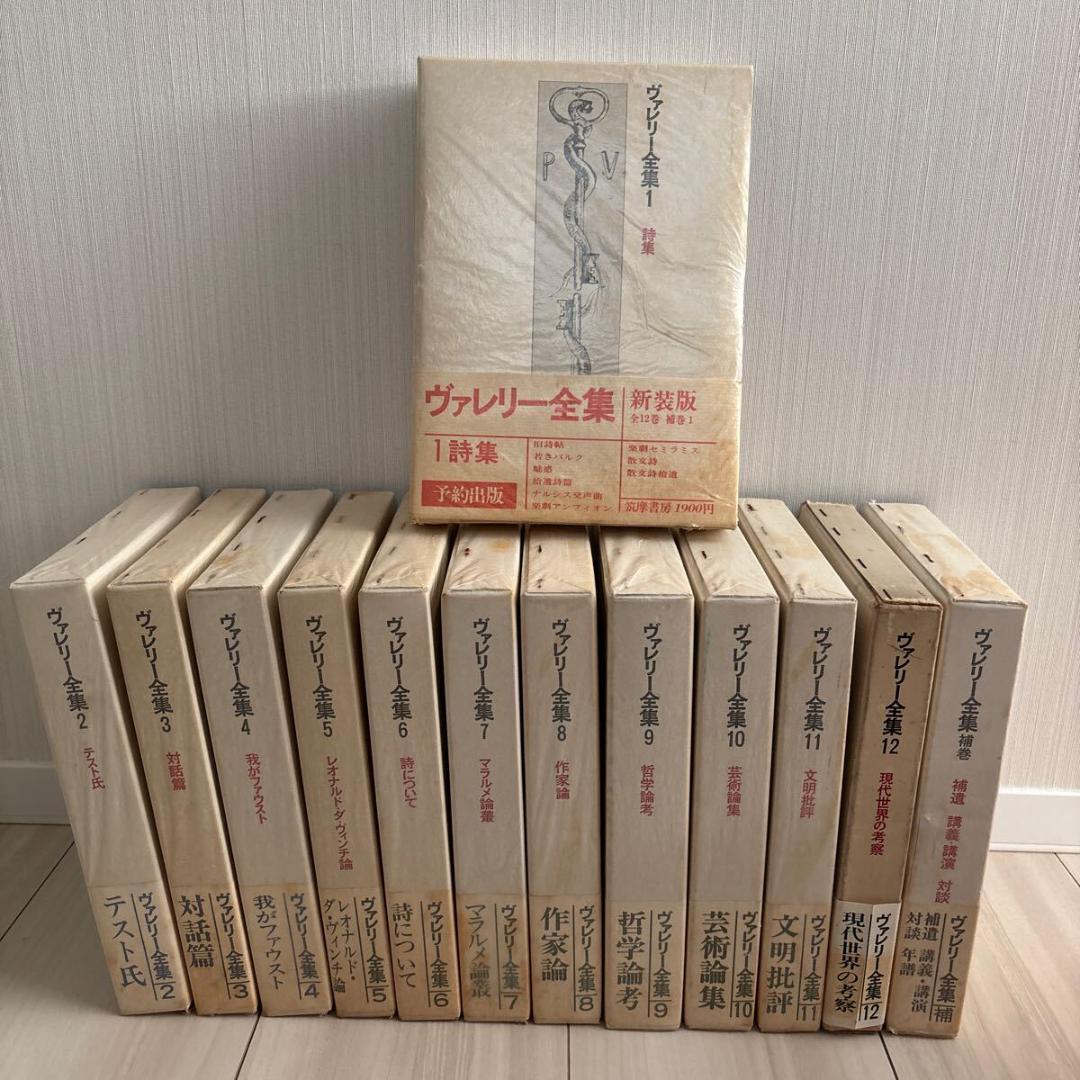 ヴァレリー全集1
詩集
P V
ヴァレリー全集
新装版
全12巻 補巻1
1詩集
旧詩帖
若きパルク
魅惑
拾遺詩篇
ナルシス交声曲
楽劇アンフィオン
楽劇セミラミス
散文詩
散文詩拾遺
予約出版
筑摩書房 1900円
ヴァレリー全集 2
テスト氏
ヴァレリー全集 2
テスト氏
ヴァレリー全集 3
対話篇
ヴァレリー全集 3
対話篇
ヴァレリー全集 4
我がファウスト
ヴァレリー全集 4
我がファウスト
ヴァレリー全集 5
レオナルド・ダ・ヴィンチ論
ヴァレリー全集 5
レオナルド・
ダ・ヴィンチ論
ヴァレリー全集 6
詩について
ヴァレリー全集 6
詩について
ヴァレリー全集 7
マラルメ論叢
ヴァレリー全集 7
マラルメ論叢
ヴァレリー全集 8
作家論
ヴァレリー全集 8
作家論
ヴァレリー全集 9
哲学論考
ヴァレリー全集 9
哲学論考
ヴァレリー全集 10
芸術論集
ヴァレリー全集 10
芸術論集
ヴァレリー全集 11
文明批評
ヴァレリー全集 11
文明批評
ヴァレリー全集 12
現代世界の考察
ヴァレリー全集 12
現代世界の考察
ヴァレリー全集 補巻
補遺 講義 講演 対談
ヴァレリー全集 補
補遺 講義・講演
対談 年譜